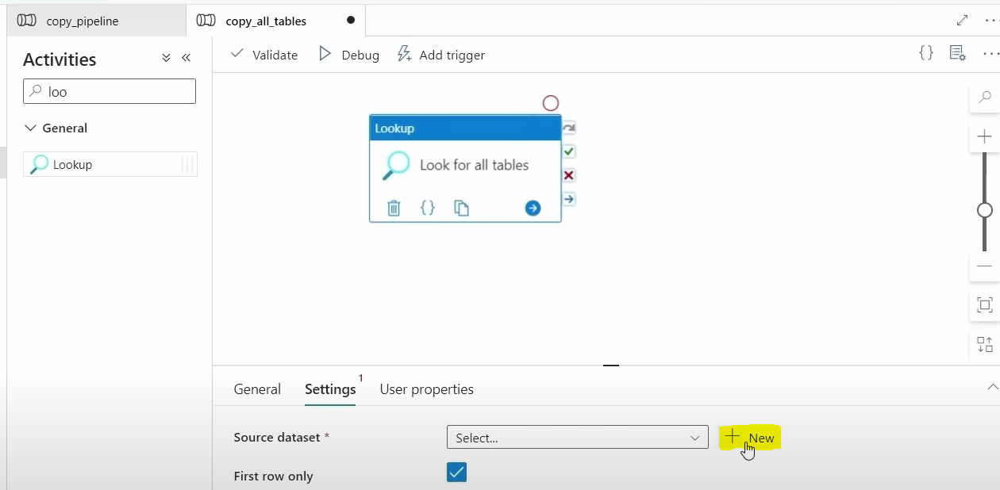 copy_pipeline
copy_all_tables
Activities
Validate
Debug
Add trigger
loo
General
Lookup
Lookup
Look for all tables
General
Settings
1
User properties
Source dataset *
Select...
New
First row only